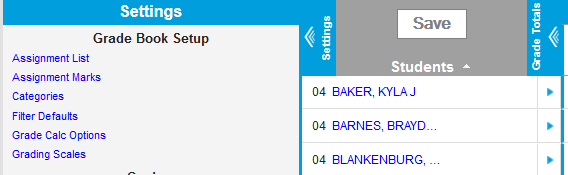 Settings
Grade Book Setup
Assignment List
Assignment Marks
Categories
Filter Defaults
Grade Calc Options
Grading Scales
Settings
Save
Students
Grade Totals
04 BAKER, KYLA J
04 BARNES, BRAYD...
04 BLANKENBURG, ...